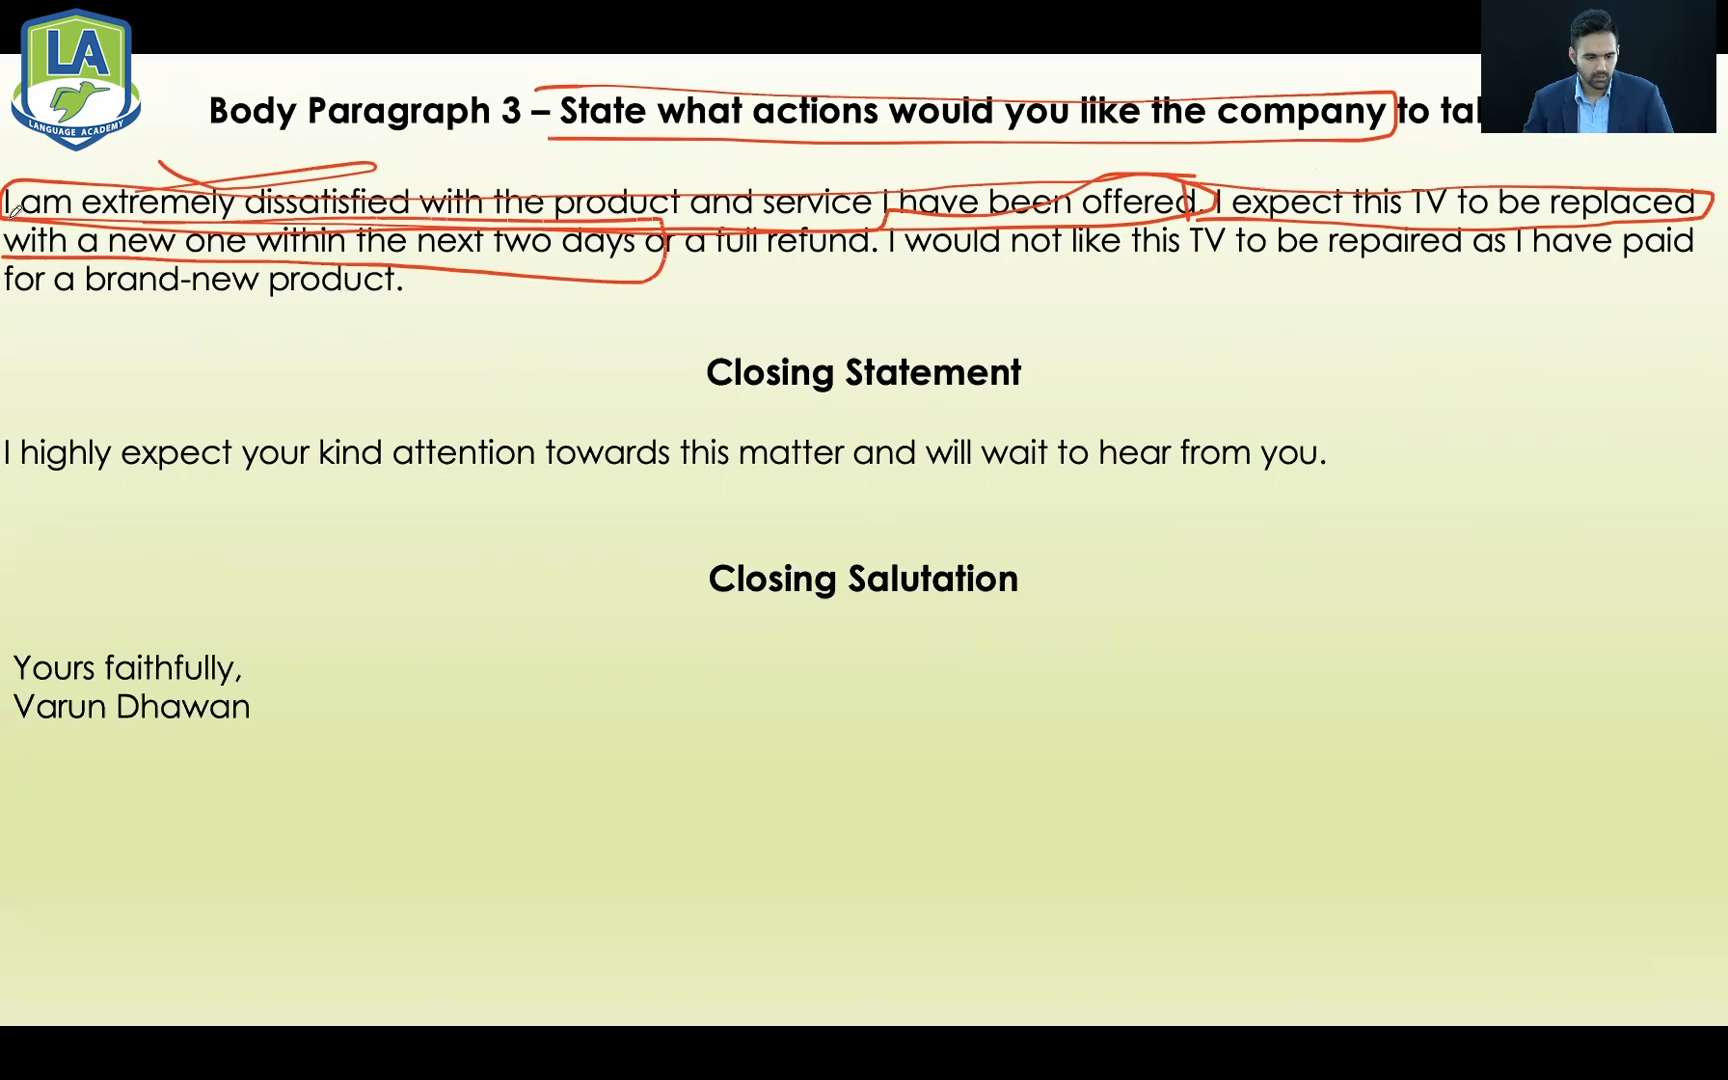 LA
LANGUAGE ACADEMY
Body Paragraph 3 – State what actions would you like the company to
I am extremely dissatisfied with the product and service I have been offered. I expect this TV to be replaced
with a new one within the next two days or a full refund. I would not like this TV to be repaired as I have paid
for a brand-new product.
Closing Statement
I highly expect your kind attention towards this matter and will wait to hear from you.
Closing Salutation
Yours faithfully,
Varun Dhawan